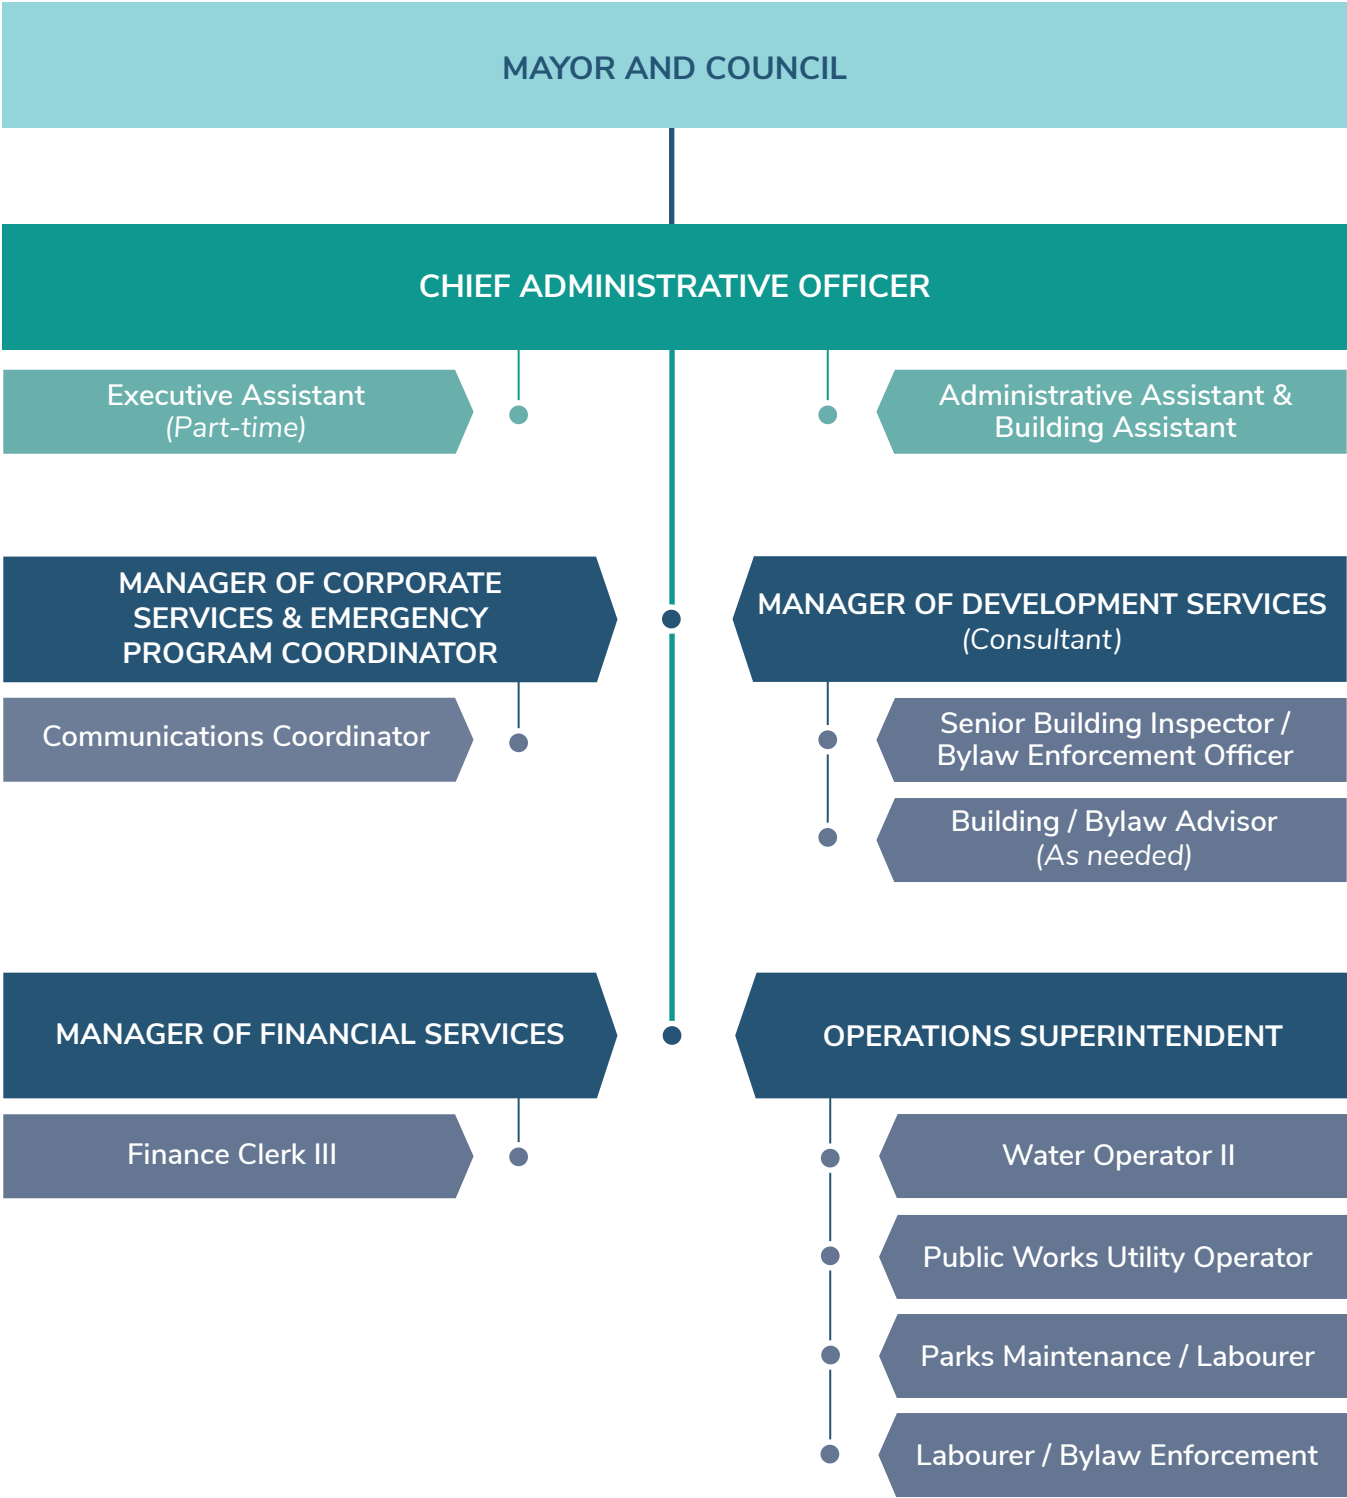 MAYOR AND COUNCIL
CHIEF ADMINISTRATIVE OFFICER
Executive Assistant
(Part-time)
Administrative Assistant &
Building Assistant
MANAGER OF CORPORATE
SERVICES & EMERGENCY
PROGRAM COORDINATOR
MANAGER OF DEVELOPMENT SERVICES
(Consultant)
Communications Coordinator
Senior Building Inspector /
Bylaw Enforcement Officer
Building / Bylaw Advisor
(As needed)
MANAGER OF FINANCIAL SERVICES
OPERATIONS SUPERINTENDENT
Finance Clerk III
Water Operator II
Public Works Utility Operator
Parks Maintenance / Labourer
Labourer / Bylaw Enforcement